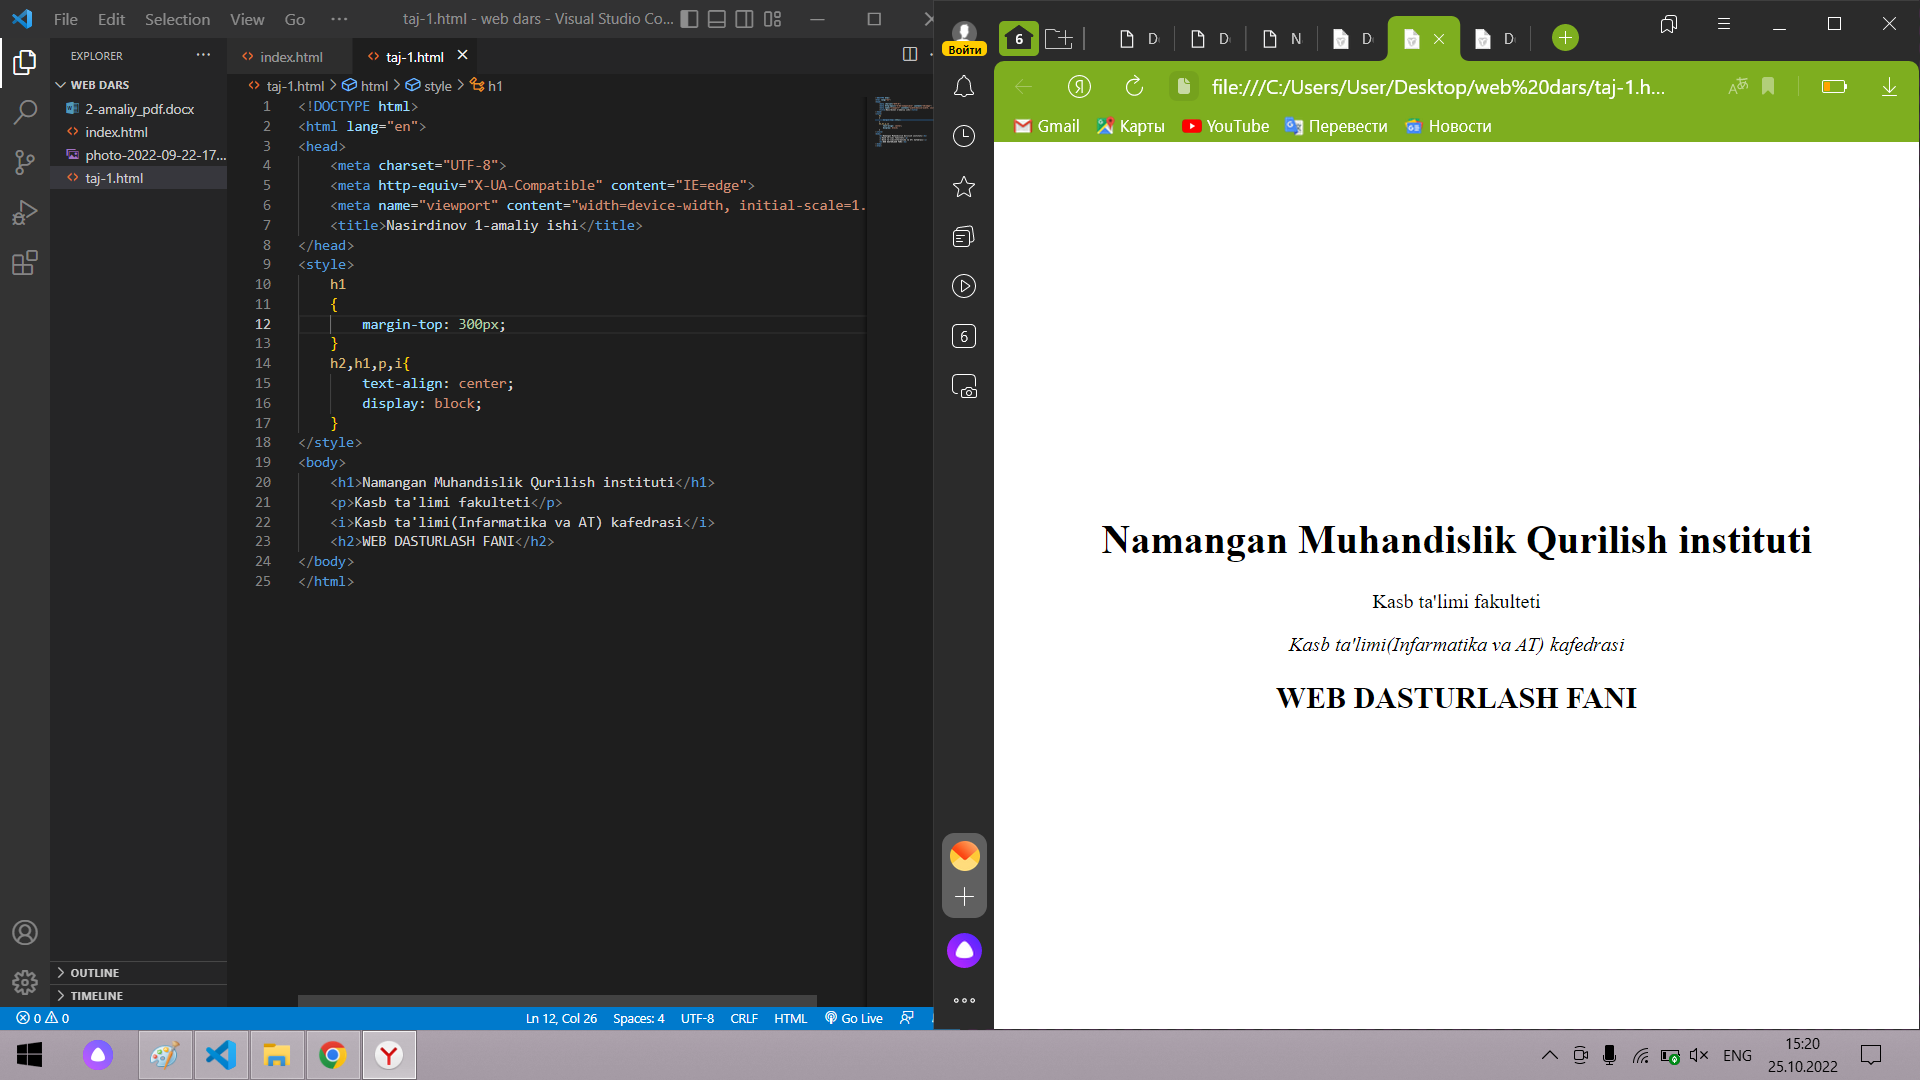 File Edit Selection View Go ··· taj-1.html - web dars - Visual Studio Co...
EXPLORER ···
WEB DARS
2-amaliy_pdf.docx
index.html
photo-2022-09-22-17...
taj-1.html
OUTLINE
TIMELINE
index.html taj-1.html
taj-1.html > html > style > h1
1 <!DOCTYPE html>
2 <html lang="en">
3 <head>
4 <meta charset="UTF-8">
5 <meta http-equiv="X-UA-Compatible" content="IE=edge">
6 <meta name="viewport" content="width=device-width, initial-scale=1.
7 <title>Nasirdinov 1-amaliy ishi</title>
8 </head>
9 <style>
10 h1
11 {
12 margin-top: 300px;
13 }
14 h2,h1,p,i{
15 text-align: center;
16 display: block;
17 }
18 </style>
19 <body>
20 <h1>Namangan Muhandislik Qurilish instituti</h1>
21 <p>Kasb ta'limi fakulteti</p>
22 <i>Kasb ta'limi(Infarmatika va AT) kafedrasi</i>
23 <h2>WEB DASTURLASH FANI</h2>
24 </body>
25 </html>
0 0 Ln 12, Col 26 Spaces: 4 UTF-8 CRLF HTML Go Live
Войти
6 D D N D D
Я file:///C:/Users/User/Desktop/web%20dars/taj-1.h...
Gmail Карты YouTube Перевести Новости
6
Namangan Muhandislik Qurilish instituti
Kasb ta'limi fakulteti
Kasb ta'limi(Infarmatika va AT) kafedrasi
WEB DASTURLASH FANI
ENG 15:20
25.10.2022